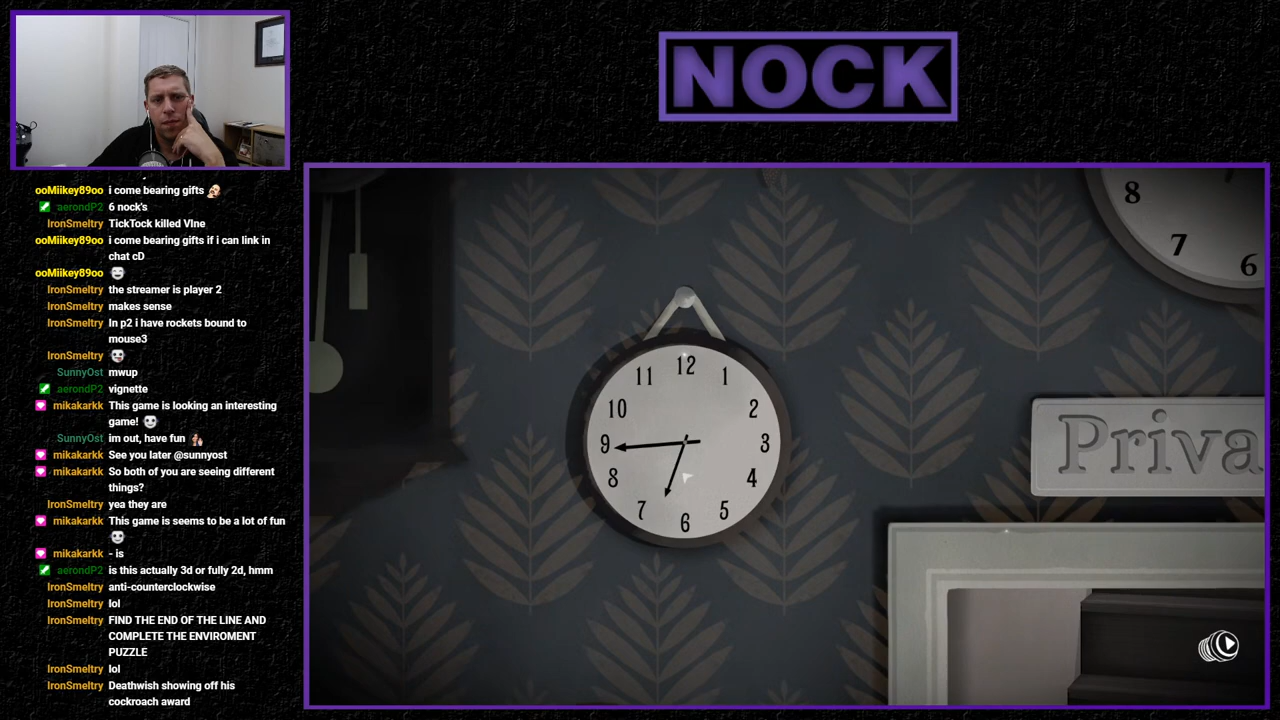 NOCK
ooMiikey89oo i come bearing gifts
aerondP2 6 nock's
IronSmeltry TickTock killed VIne
ooMiikey89oo i come bearing gifts if i can link in
chat cD
ooMiikey89oo
IronSmeltry the streamer is player 2
IronSmeltry makes sense
IronSmeltry In p2 i have rockets bound to
mouse3
IronSmeltry
SunnyOst mwup
aerondP2 vignette
mikakarkk This game is looking an interesting
game!
SunnyOst im out, have fun
mikakarkk See you later @sunnyost
mikakarkk So both of you are seeing different
things?
IronSmeltry yea they are
mikakarkk This game is seems to be a lot of fun
mikakarkk - is
aerondP2 is this actually 3d or fully 2d, hmm
IronSmeltry anti-counterclockwise
IronSmeltry lol
IronSmeltry FIND THE END OF THE LINE AND
COMPLETE THE ENVIROMENT
PUZZLE
IronSmeltry lol
IronSmeltry Deathwish showing off his
cockroach award
8
7
6
12
11 1
10 2
9 3
8 4
7 5
6
Priva